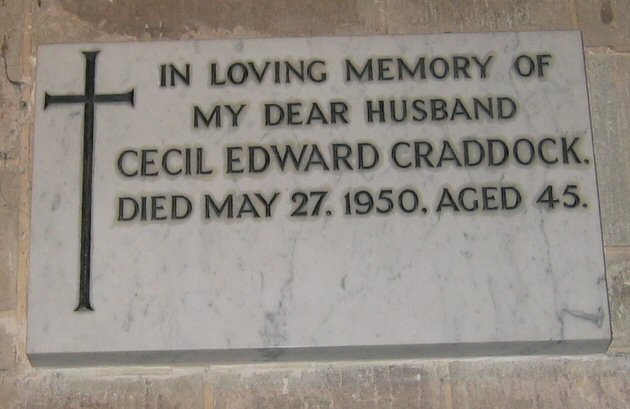 IN LOVING MEMORY OF
MY DEAR HUSBAND
CECIL EDWARD CRADDOCK.
DIED MAY 27. 1950. AGED 45.